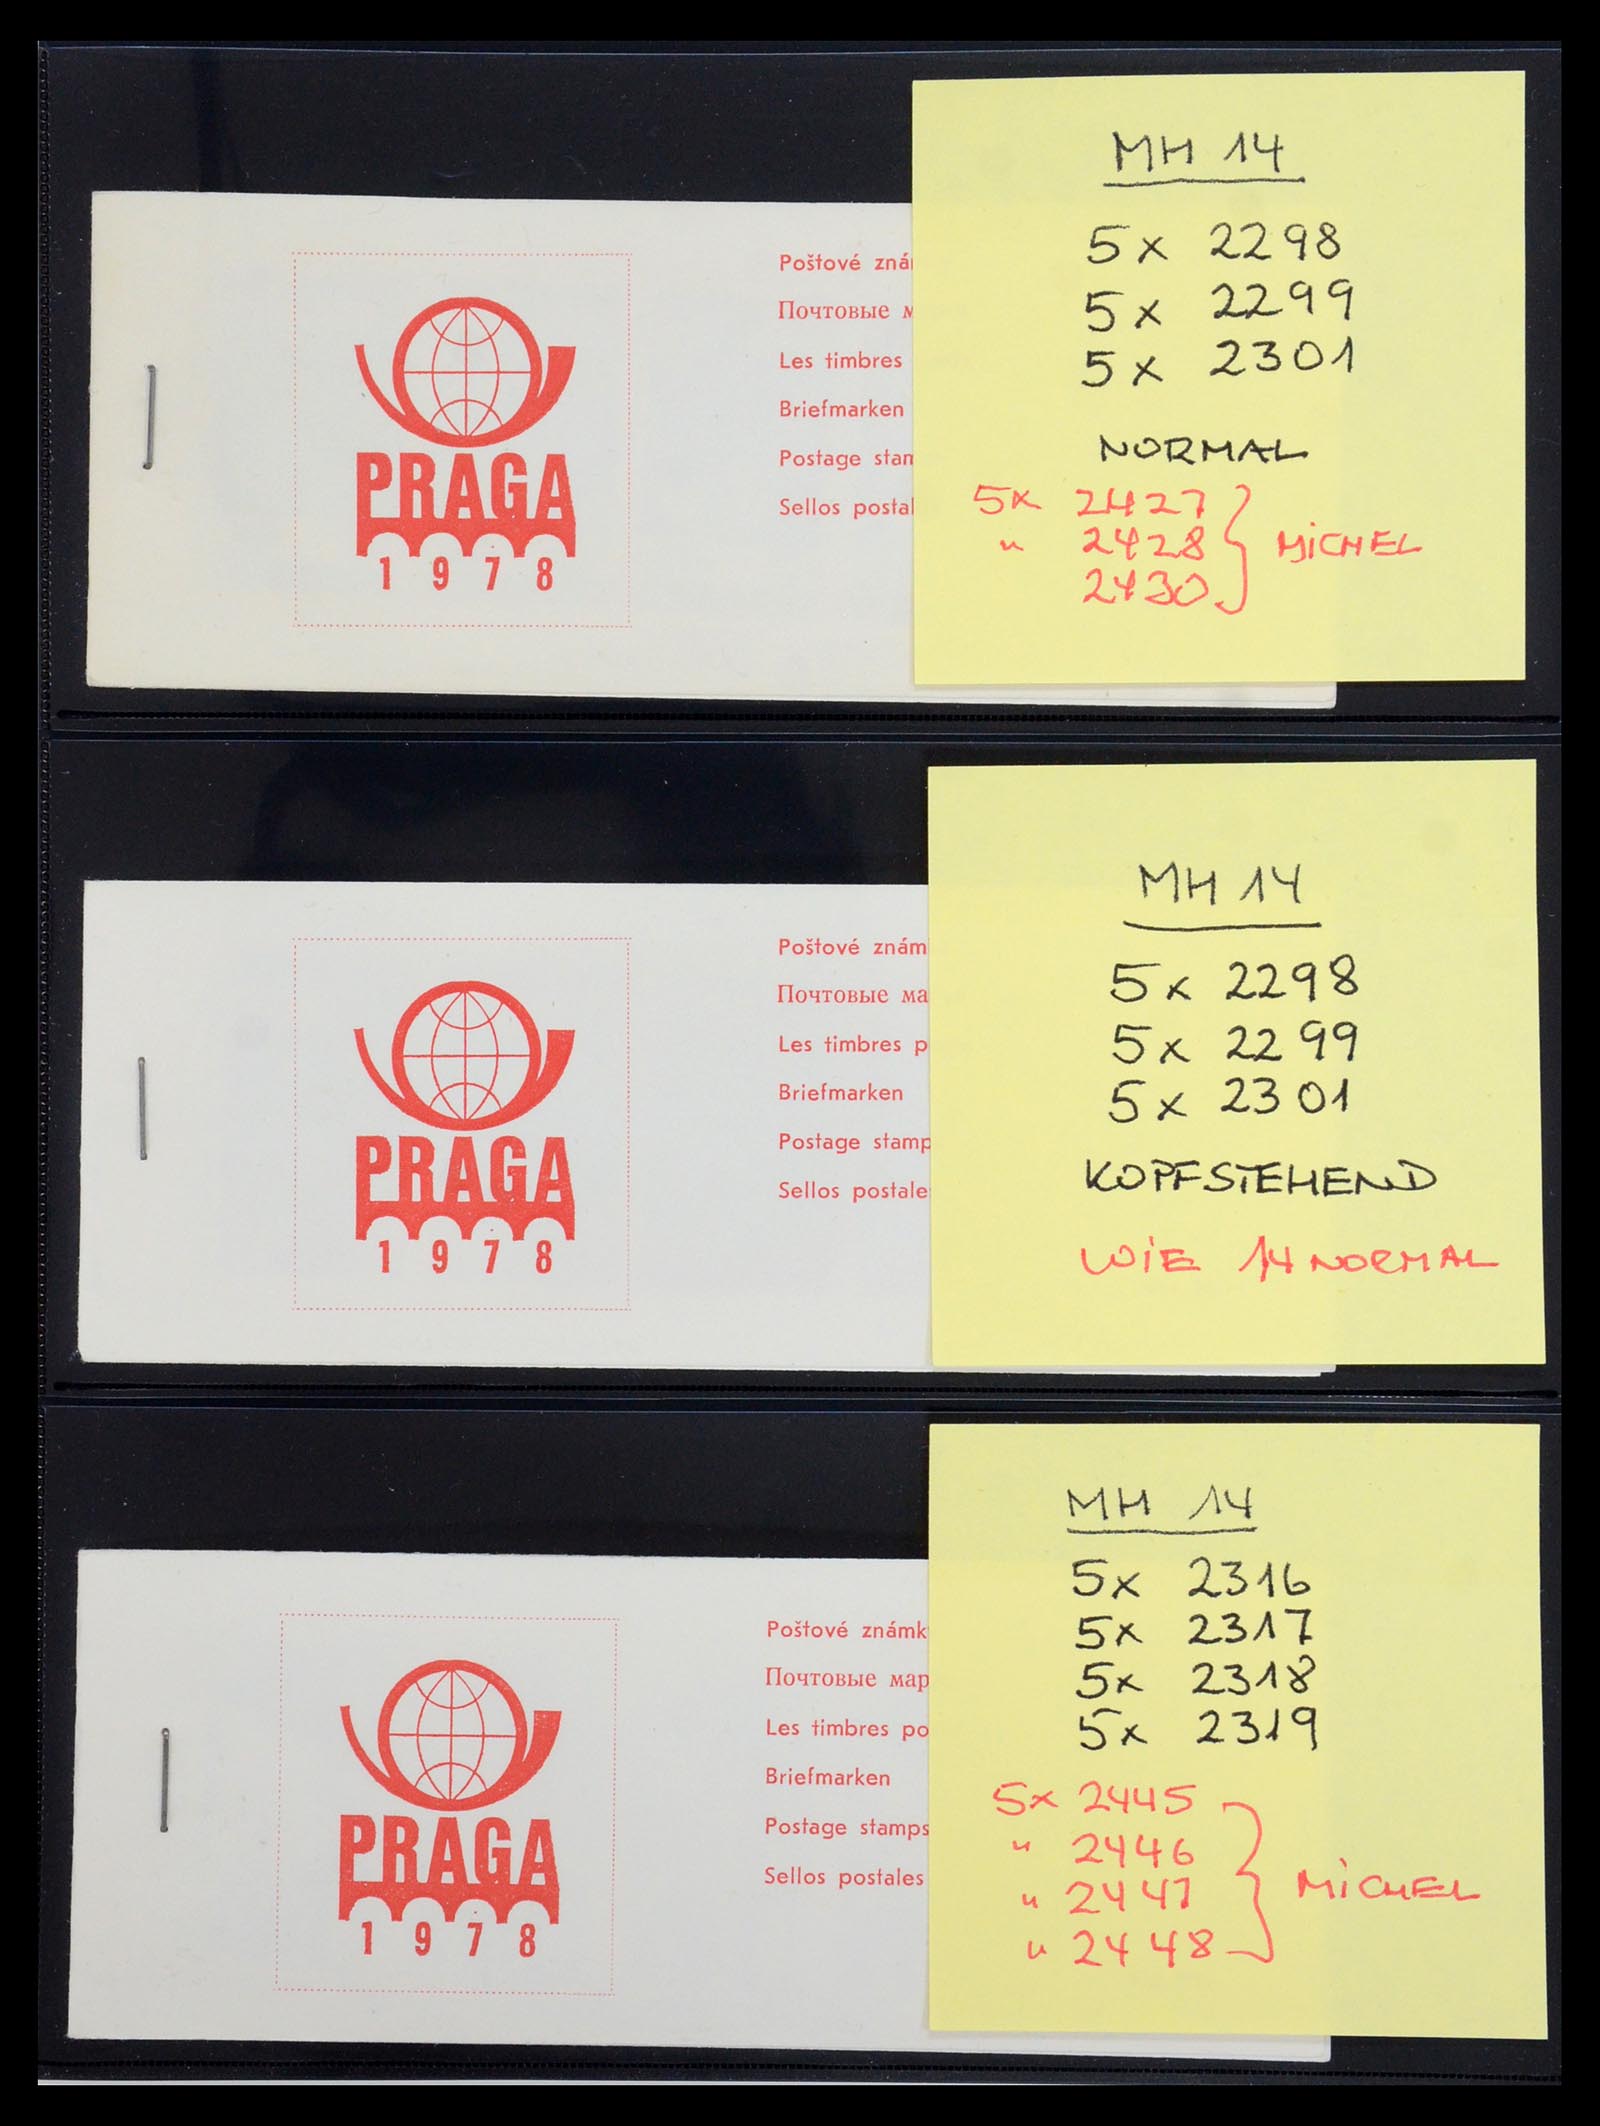 PRAGA
1978
Poštové zná
Почтовые м
Les timbres
Briefmarken
Postage stam
Sellos postal
MH 14
5x 2298
5x 2299
5x 2301
NORMAL
5x 2427
" 2428
2430
MICHEL
PRAGA
1978
Poštové znám
Почтовые ма
Les timbres p
Briefmarken
Postage stamp
Sellos postale
MH 14
5x 2298
5x 2299
5x 2301
KOPFSTEHEND
WIE 14 NORMAL
PRAGA
1978
Poštové známk
Почтовые мар
Les timbres po
Briefmarken
Postage stamps
Sellos postales
MH 14
5x 2316
5x 2317
5x 2318
5x 2319
5x 2445
" 2446
" 2447
" 2448
MICHEL